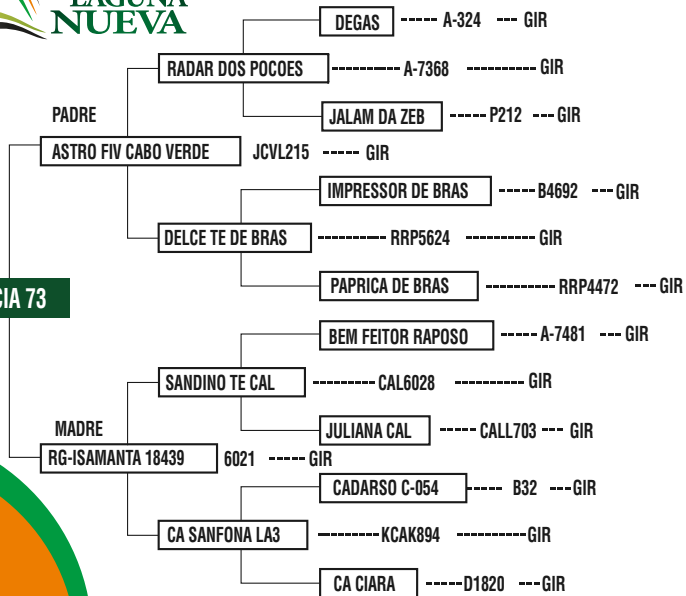 LAGUNA
NUEVA
DEGAS ----- A-324 --- GIR
RADAR DOS POCOES ---------- A-7368 ---------- GIR
JALAM DA ZEB ----- P212 --- GIR
PADRE
ASTRO FIV CABO VERDE JCVL215 ----- GIR
IMPRESSOR DE BRAS ----- B4692 --- GIR
DELCE TE DE BRAS ---------- RRP5624 ---------- GIR
PAPRICA DE BRAS ---------- RRP4472 --- GIR
73
BEM FEITOR RAPOSO ----- A-7481 --- GIR
SANDINO TE CAL --------- CAL6028 ---------- GIR
JULIANA CAL ----- CALL703 --- GIR
MADRE
RG-ISAMANTA 18439 6021 ----- GIR
CADARSO C-054 ----- B32 --- GIR
CA SANFONA LA3 --------- KCAK894 ---------- GIR
CA CIARA ----- D1820 --- GIR